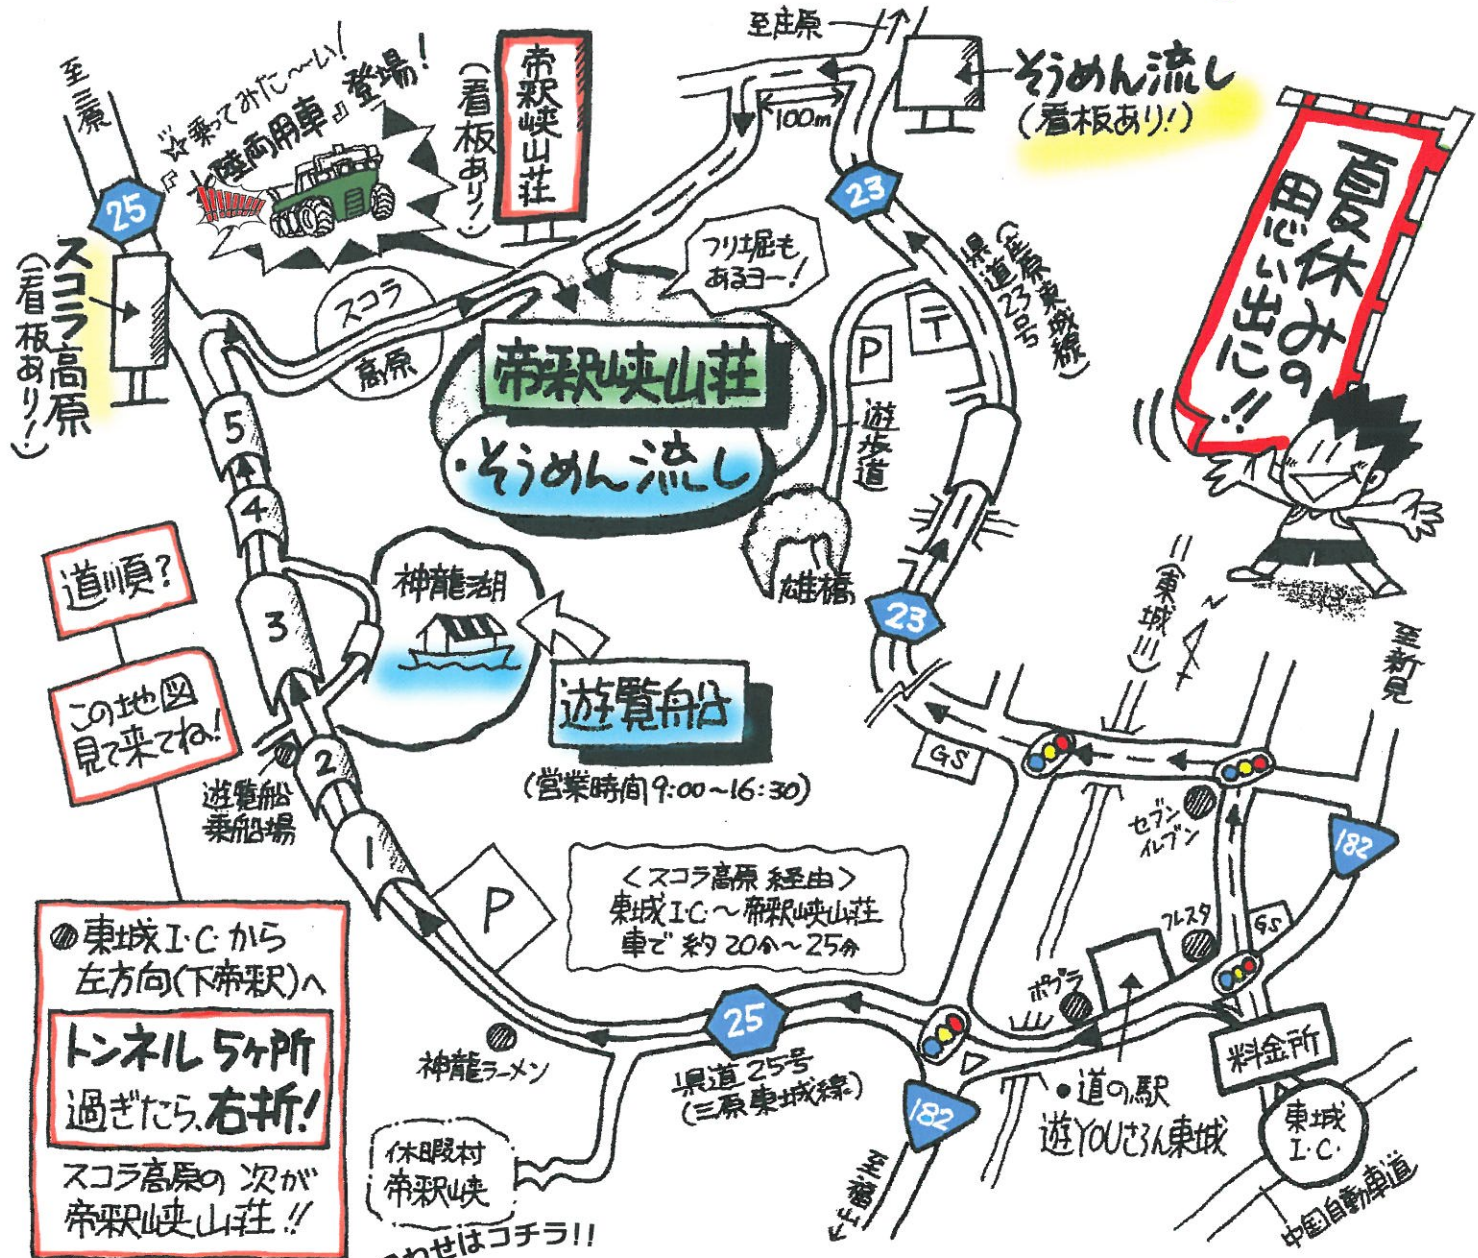 至庄原
100m
そうめん流し
(看板あり!)
至三原
☆乗ってみた〜い!
『水陸両用車』登場!
帝釈峡山荘
(看板あり!)
25
23
夏休みの
思い出に!!
スコラ高原
(看板あり!)
スコラ
高原
フリ堀も
あるヨー!
県道23号
(庄原東城線)
〒
P
遊歩道
帝釈峡山荘
・そうめん流し
5
4
3
2
1
雄橋
神龍湖
遊覧船
(営業時間 9:00〜16:30)
23
(東城川)
N
至新見
道順?
この地図
見て来てね!
遊覧船
乗船場
GS
セブン
イレブン
182
P
<スコラ高原 経由>
東城I・C・〜帝釈峡山荘
車で 約 20分〜25分
フレスタ
GS
ポプラ
●東城I・C・から
左方向(下帝釈)へ
トンネル 5ヶ所
過ぎたら、右折!
スコラ高原の 次が
帝釈峡山荘!!
神龍ラーメン
25
県道25号
(三原東城線)
182
・道の駅
遊YOUさろん東城
料金所
東城
I・C・
中国自動車道
休暇村
帝釈峡
わせはコチラ!!